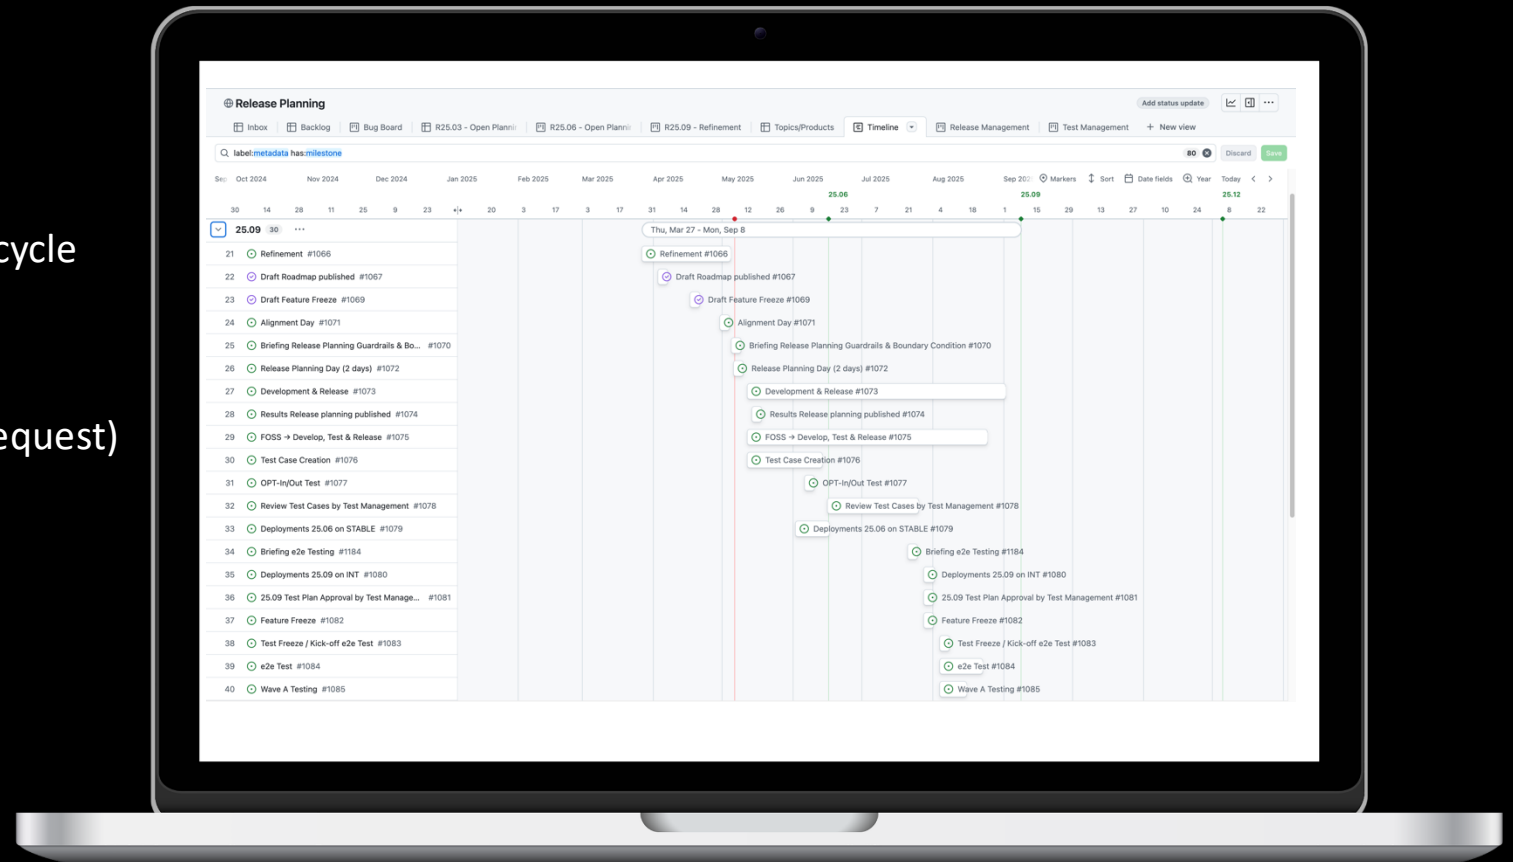 cycle
equest)
Release Planning
Add status update
Inbox Backlog Bug Board R25.03 - Open Planni R25.06 - Open Planni R25.09 - Refinement Topics/Products Timeline Release Management Test Management + New view
label:metadata has:milestone
80 Discard Save
Sep Oct 2024 Nov 2024 Dec 2024 Jan 2025 Feb 2025 Mar 2025 Apr 2025 May 2025 Jun 2025 Jul 2025 Aug 2025 Sep 202 Markers Sort Date fields Year Today
25.06 25.09 25.12
30 14 28 11 25 9 23 20 3 17 3 17 31 14 28 12 26 9 23 7 21 4 18 1 15 29 13 27 10 24 8 22
25.09 30 ··· Thu, Mar 27 - Mon, Sep 8
21 Refinement #1066 Refinement #1066
22 Draft Roadmap published #1067 Draft Roadmap published #1067
23 Draft Feature Freeze #1069 Draft Feature Freeze #1069
24 Alignment Day #1071 Alignment Day #1071
25 Briefing Release Planning Guardrails & Bo... #1070 Briefing Release Planning Guardrails & Boundary Condition #1070
26 Release Planning Day (2 days) #1072 Release Planning Day (2 days) #1072
27 Development & Release #1073 Development & Release #1073
28 Results Release planning published #1074 Results Release planning published #1074
29 FOSS → Develop, Test & Release #1075 FOSS → Develop, Test & Release #1075
30 Test Case Creation #1076 Test Case Creation #1076
31 OPT-In/Out Test #1077 OPT-In/Out Test #1077
32 Review Test Cases by Test Management #1078 Review Test Cases by Test Management #1078
33 Deployments 25.06 on STABLE #1079 Deployments 25.06 on STABLE #1079
34 Briefing e2e Testing #1184 Briefing e2e Testing #1184
35 Deployments 25.09 on INT #1080 Deployments 25.09 on INT #1080
36 25.09 Test Plan Approval by Test Manage... #1081 25.09 Test Plan Approval by Test Management #1081
37 Feature Freeze #1082 Feature Freeze #1082
38 Test Freeze / Kick-off e2e Test #1083 Test Freeze / Kick-off e2e Test #1083
39 e2e Test #1084 e2e Test #1084
40 Wave A Testing #1085 Wave A Testing #1085